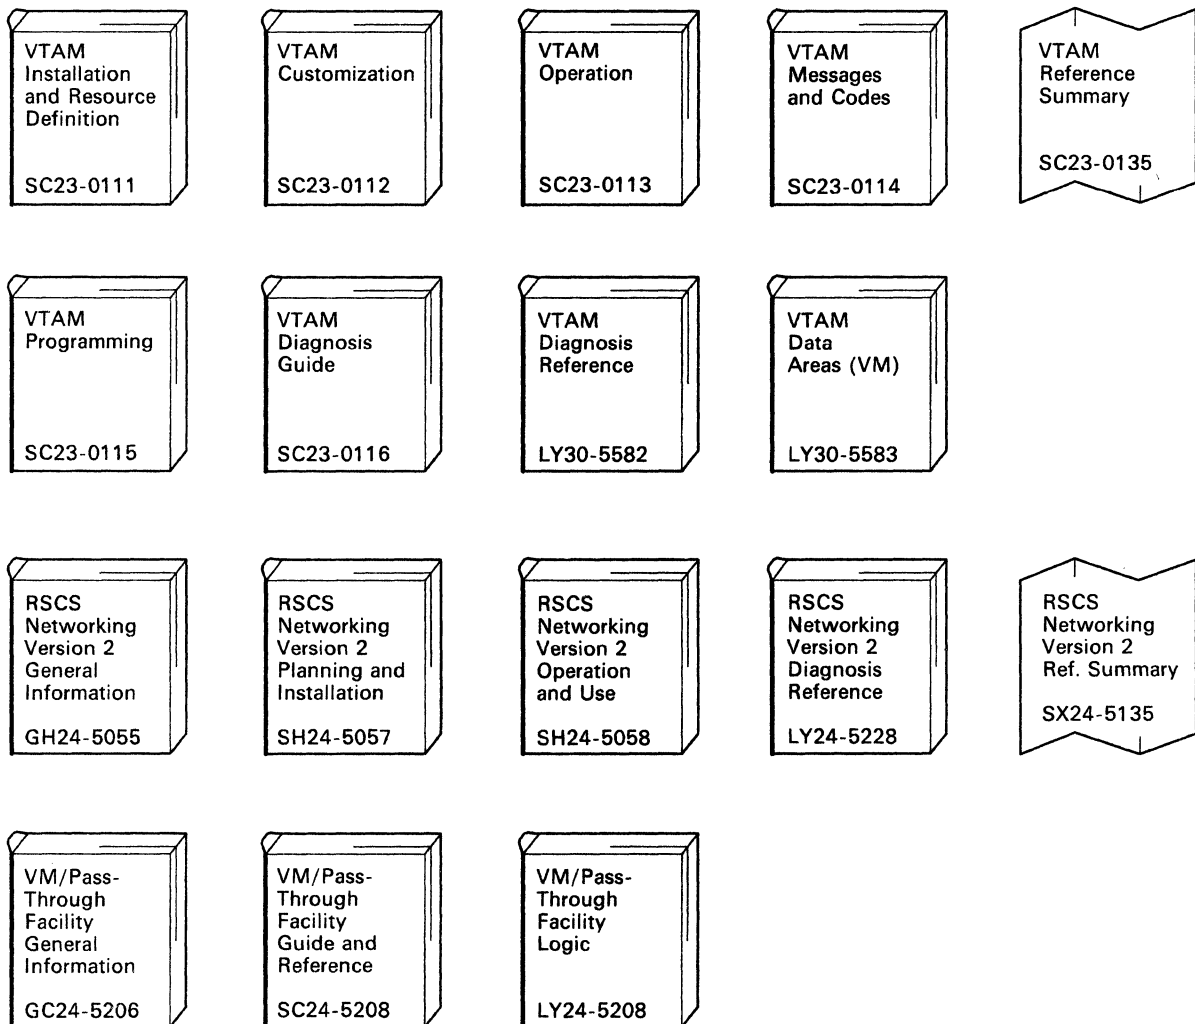 VTAM
Installation
and Resource
Definition
SC23-0111
VTAM
Customization
SC23-0112
VTAM
Operation
SC23-0113
VTAM
Messages
and Codes
SC23-0114
VTAM
Reference
Summary
SC23-0135
VTAM
Programming
SC23-0115
VTAM
Diagnosis
Guide
SC23-0116
VTAM
Diagnosis
Reference
LY30-5582
VTAM
Data
Areas (VM)
LY30-5583
RSCS
Networking
Version 2
General
Information
GH24-5055
RSCS
Networking
Version 2
Planning and
Installation
SH24-5057
RSCS
Networking
Version 2
Operation
and Use
SH24-5058
RSCS
Networking
Version 2
Diagnosis
Reference
LY24-5228
RSCS
Networking
Version 2
Ref. Summary
SX24-5135
VM/Pass-
Through
Facility
General
Information
GC24-5206
VM/Pass-
Through
Facility
Guide and
Reference
SC24-5208
VM/Pass-
Through
Facility
Logic
LY24-5208